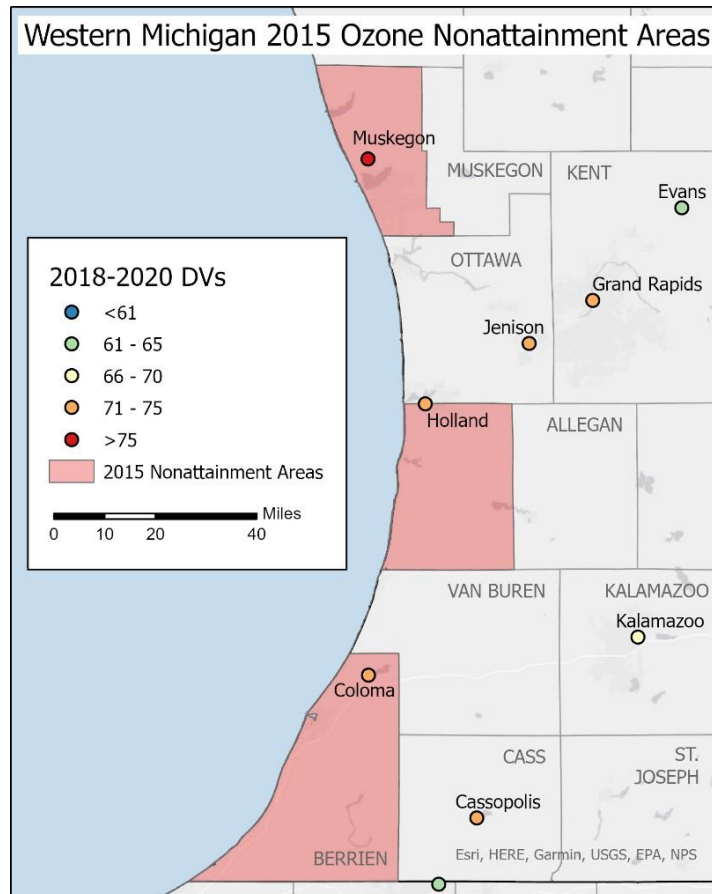 Western Michigan 2015 Ozone Nonattainment Areas
Muskegon
MUSKEGON
KENT
Evans
OTTAWA
Grand Rapids
Jenison
2018-2020 DVs
<61
61 - 65
66 - 70
71 - 75
>75
2015 Nonattainment Areas
Miles
0 10 20 40
Holland
ALLEGAN
VAN BUREN
KALAMAZOO
Kalamazoo
Coloma
CASS
ST.
JOSEPH
Cassopolis
BERRIEN
Esri, HERE, Garmin, USGS, EPA, NPS